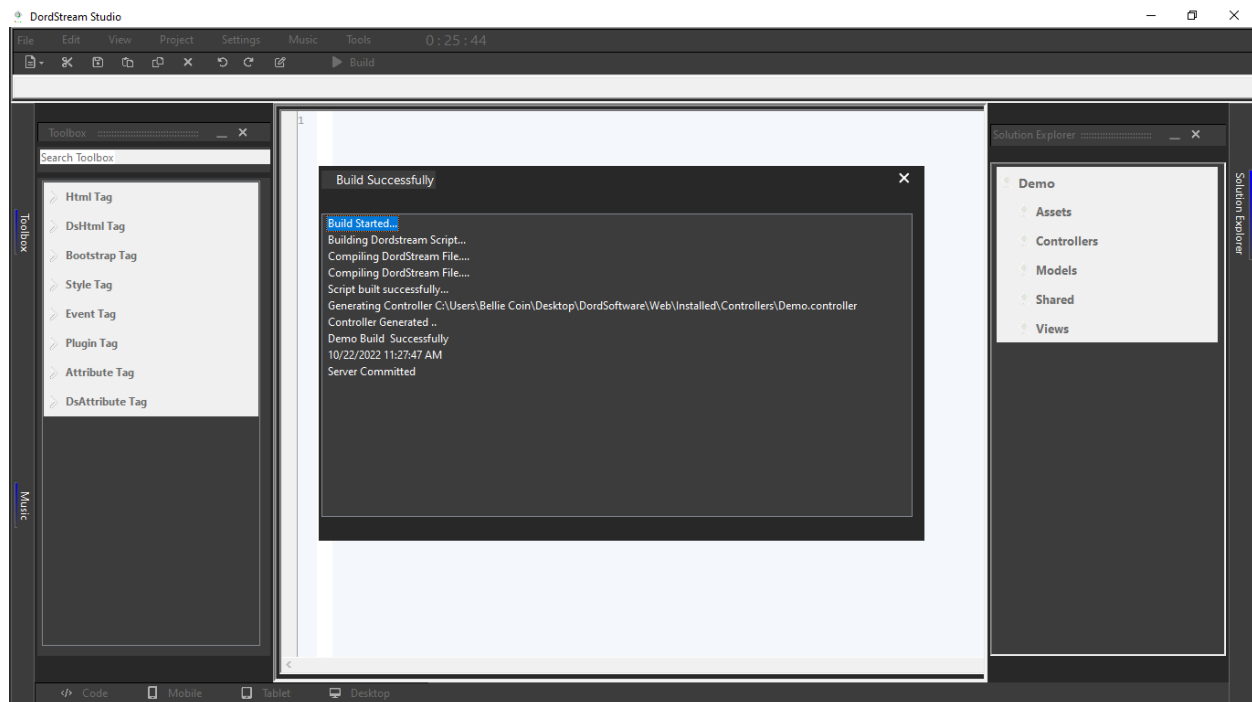 DordStream Studio
File Edit View Project Settings Music Tools 0:25:44
Build
Toolbox
Search Toolbox
Html Tag
DsHtml Tag
Bootstrap Tag
Style Tag
Event Tag
Plugin Tag
Attribute Tag
DsAttribute Tag
Toolbox
Music
1
Build Successfully
Build Started...
Building Dordstream Script...
Compiling DordStream File....
Compiling DordStream File....
Script built successfully...
Generating Controller C:\Users\Bellie Coin\Desktop\DordSoftware\Web\Installed\Controllers\Demo.controller
Controller Generated ..
Demo Build  Successfully
10/22/2022 11:27:47 AM
Server Committed
Solution Explorer
Demo
Assets
Controllers
Models
Shared
Views
Solution Explorer
Code Mobile Tablet Desktop